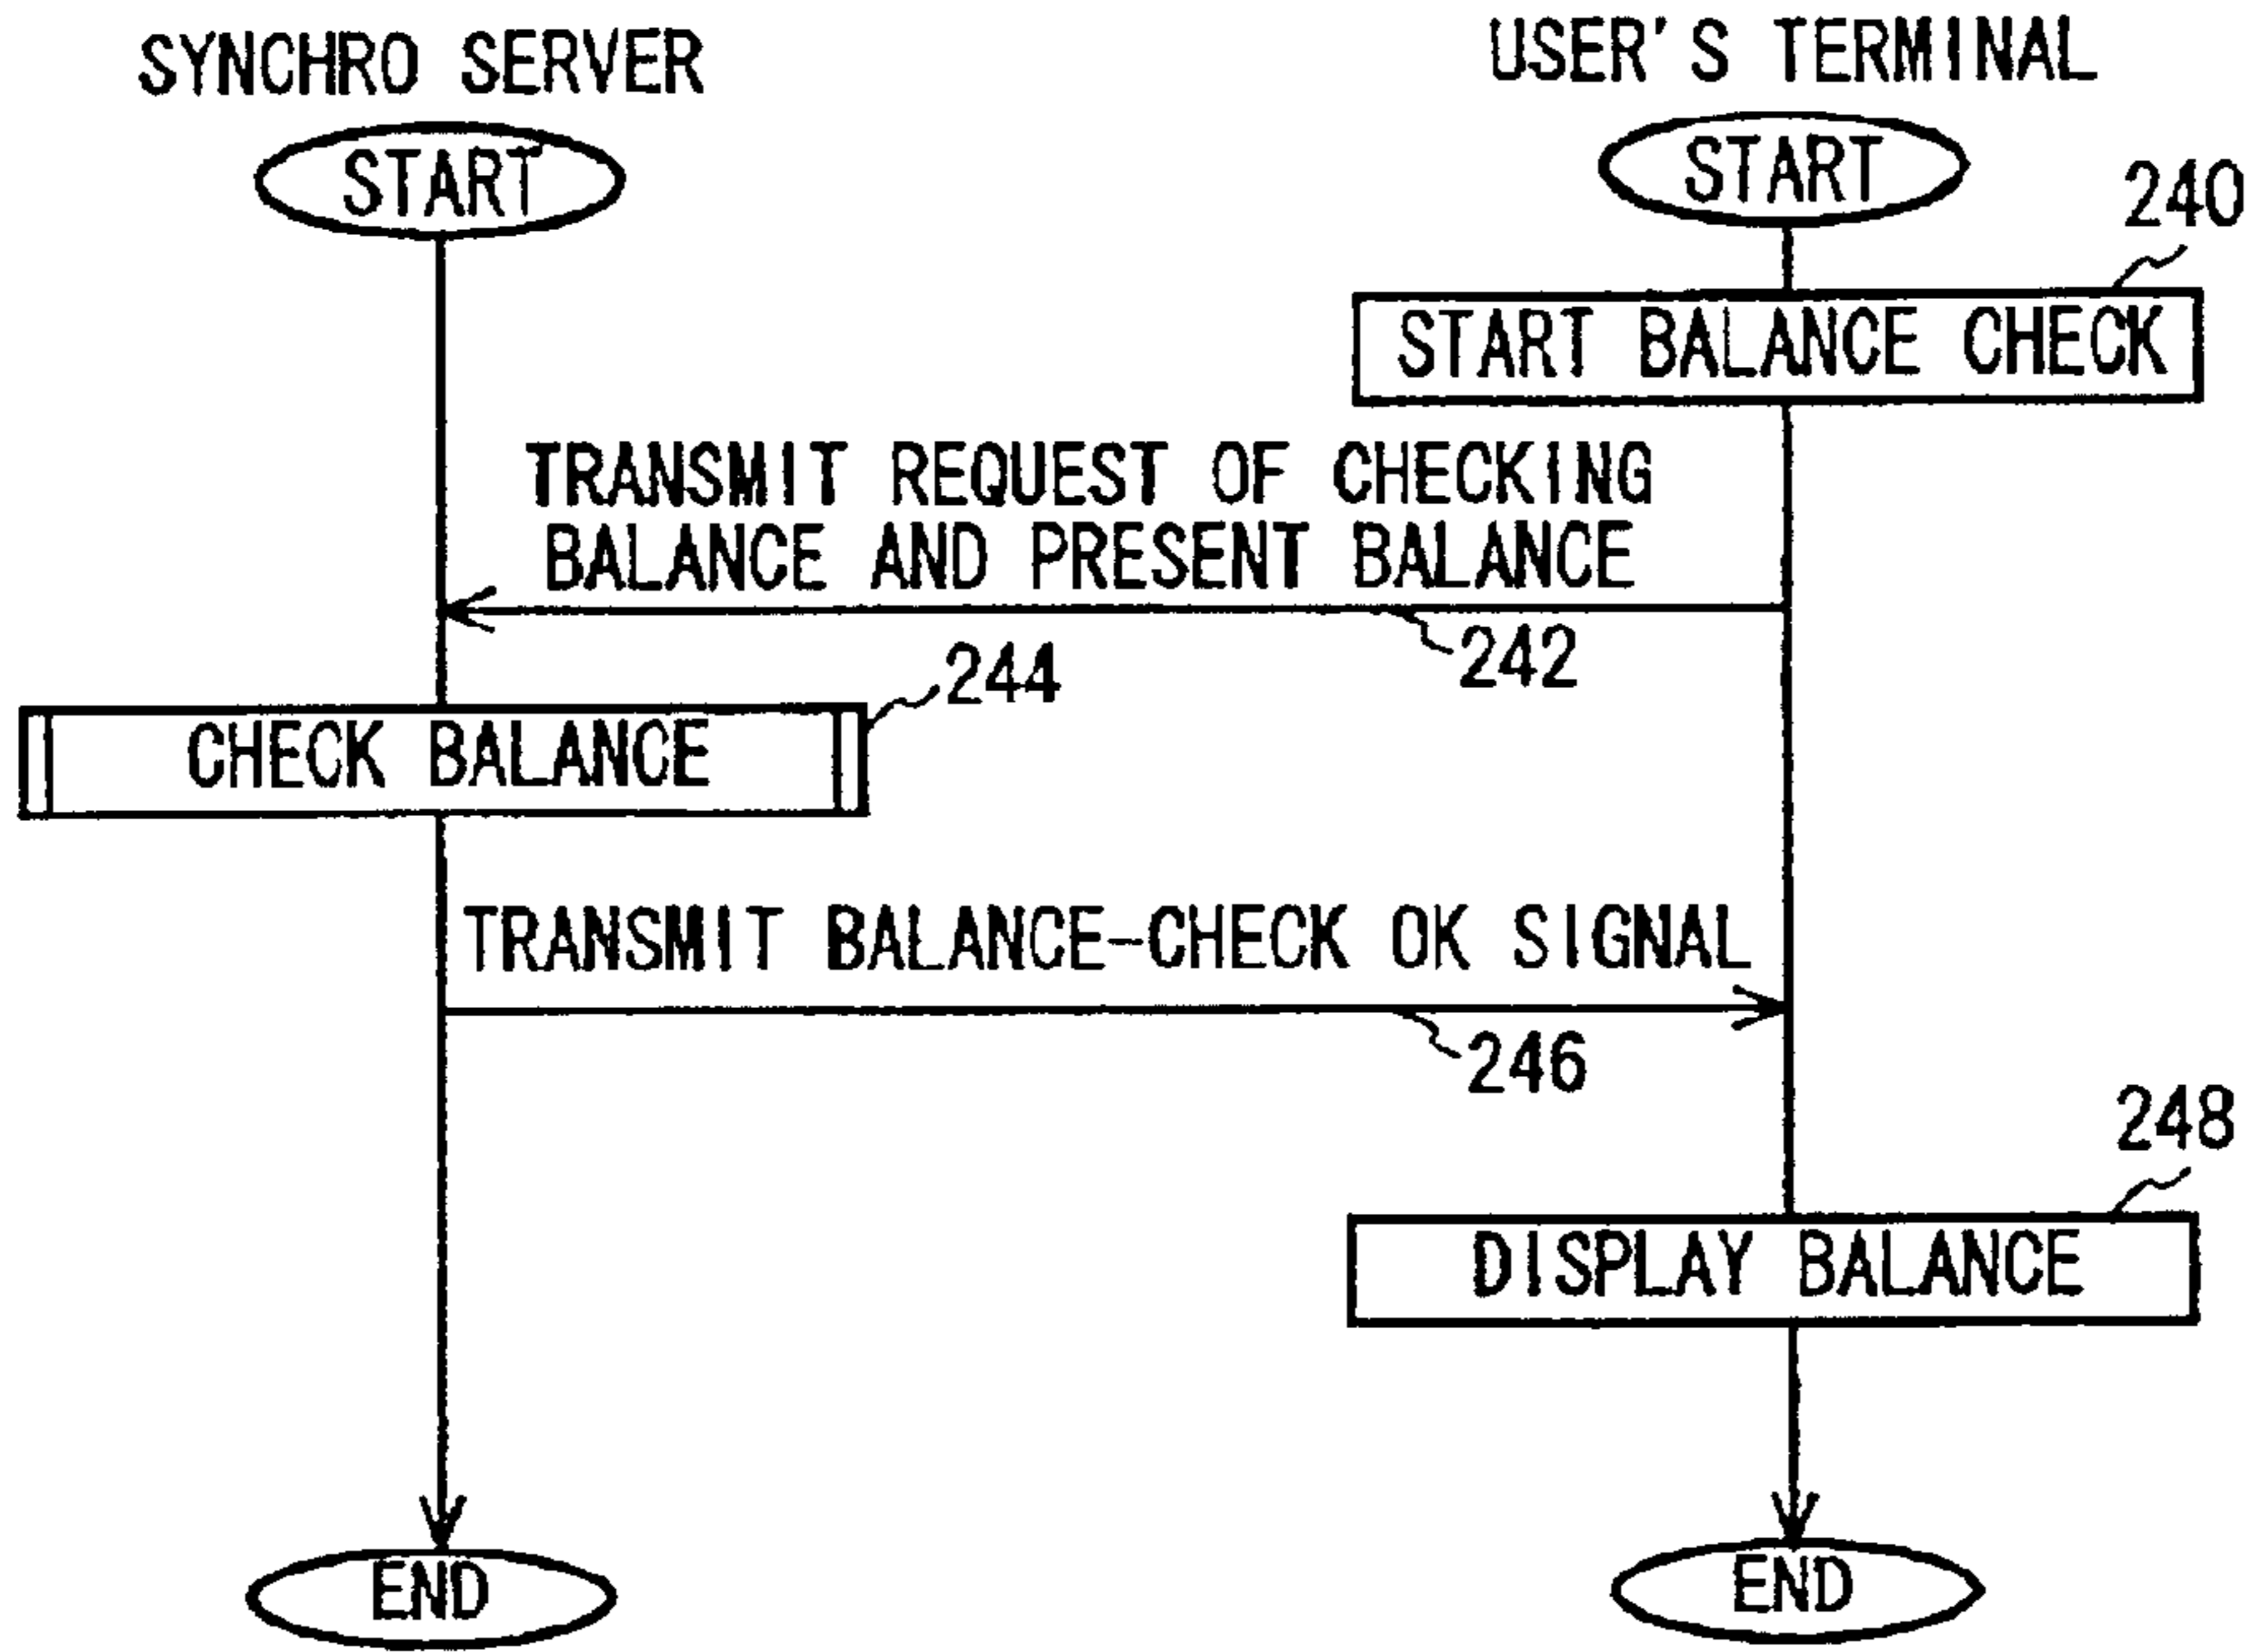 SYNCHRO SERVER
USER'S TERMINAL
START
START
240
START BALANCE CHECK
TRANSMIT REQUEST OF CHECKING
BALANCE AND PRESENT BALANCE
242
244
CHECK BALANCE
TRANSMIT BALANCE-CHECK OK SIGNAL
246
248
DISPLAY BALANCE
END
END